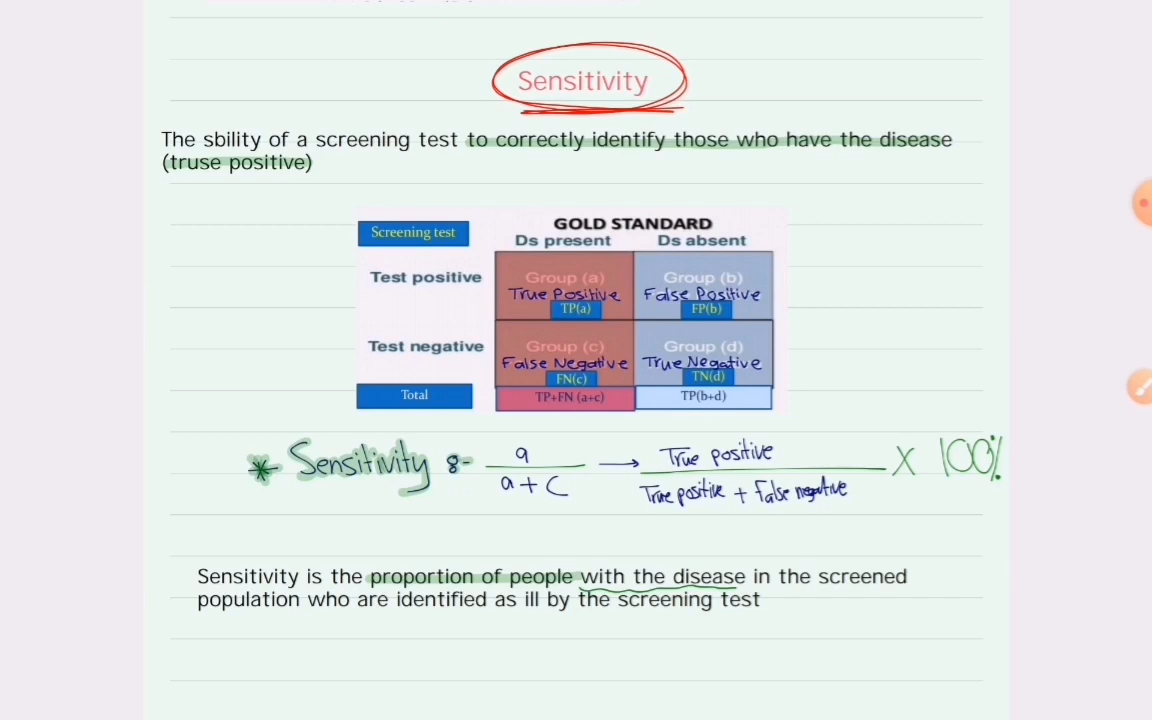 Sensitivity
The sbility of a screening test to correctly identify those who have the disease
(truse positive)
GOLD STANDARD
Screening test
Ds present Ds absent
Test positive
Group (a) Group (b)
True Positive False Positive
TP(a) FP(b)
Test negative
Group (c) Group (d)
False Negative True Negative
FN(c) TN(d)
Total TP+FN (a+c) TP(b+d)
* Sensitivity :- a / a + c → True positive / True positive + False negative × 100%
Sensitivity is the proportion of people with the disease in the screened
population who are identified as ill by the screening test